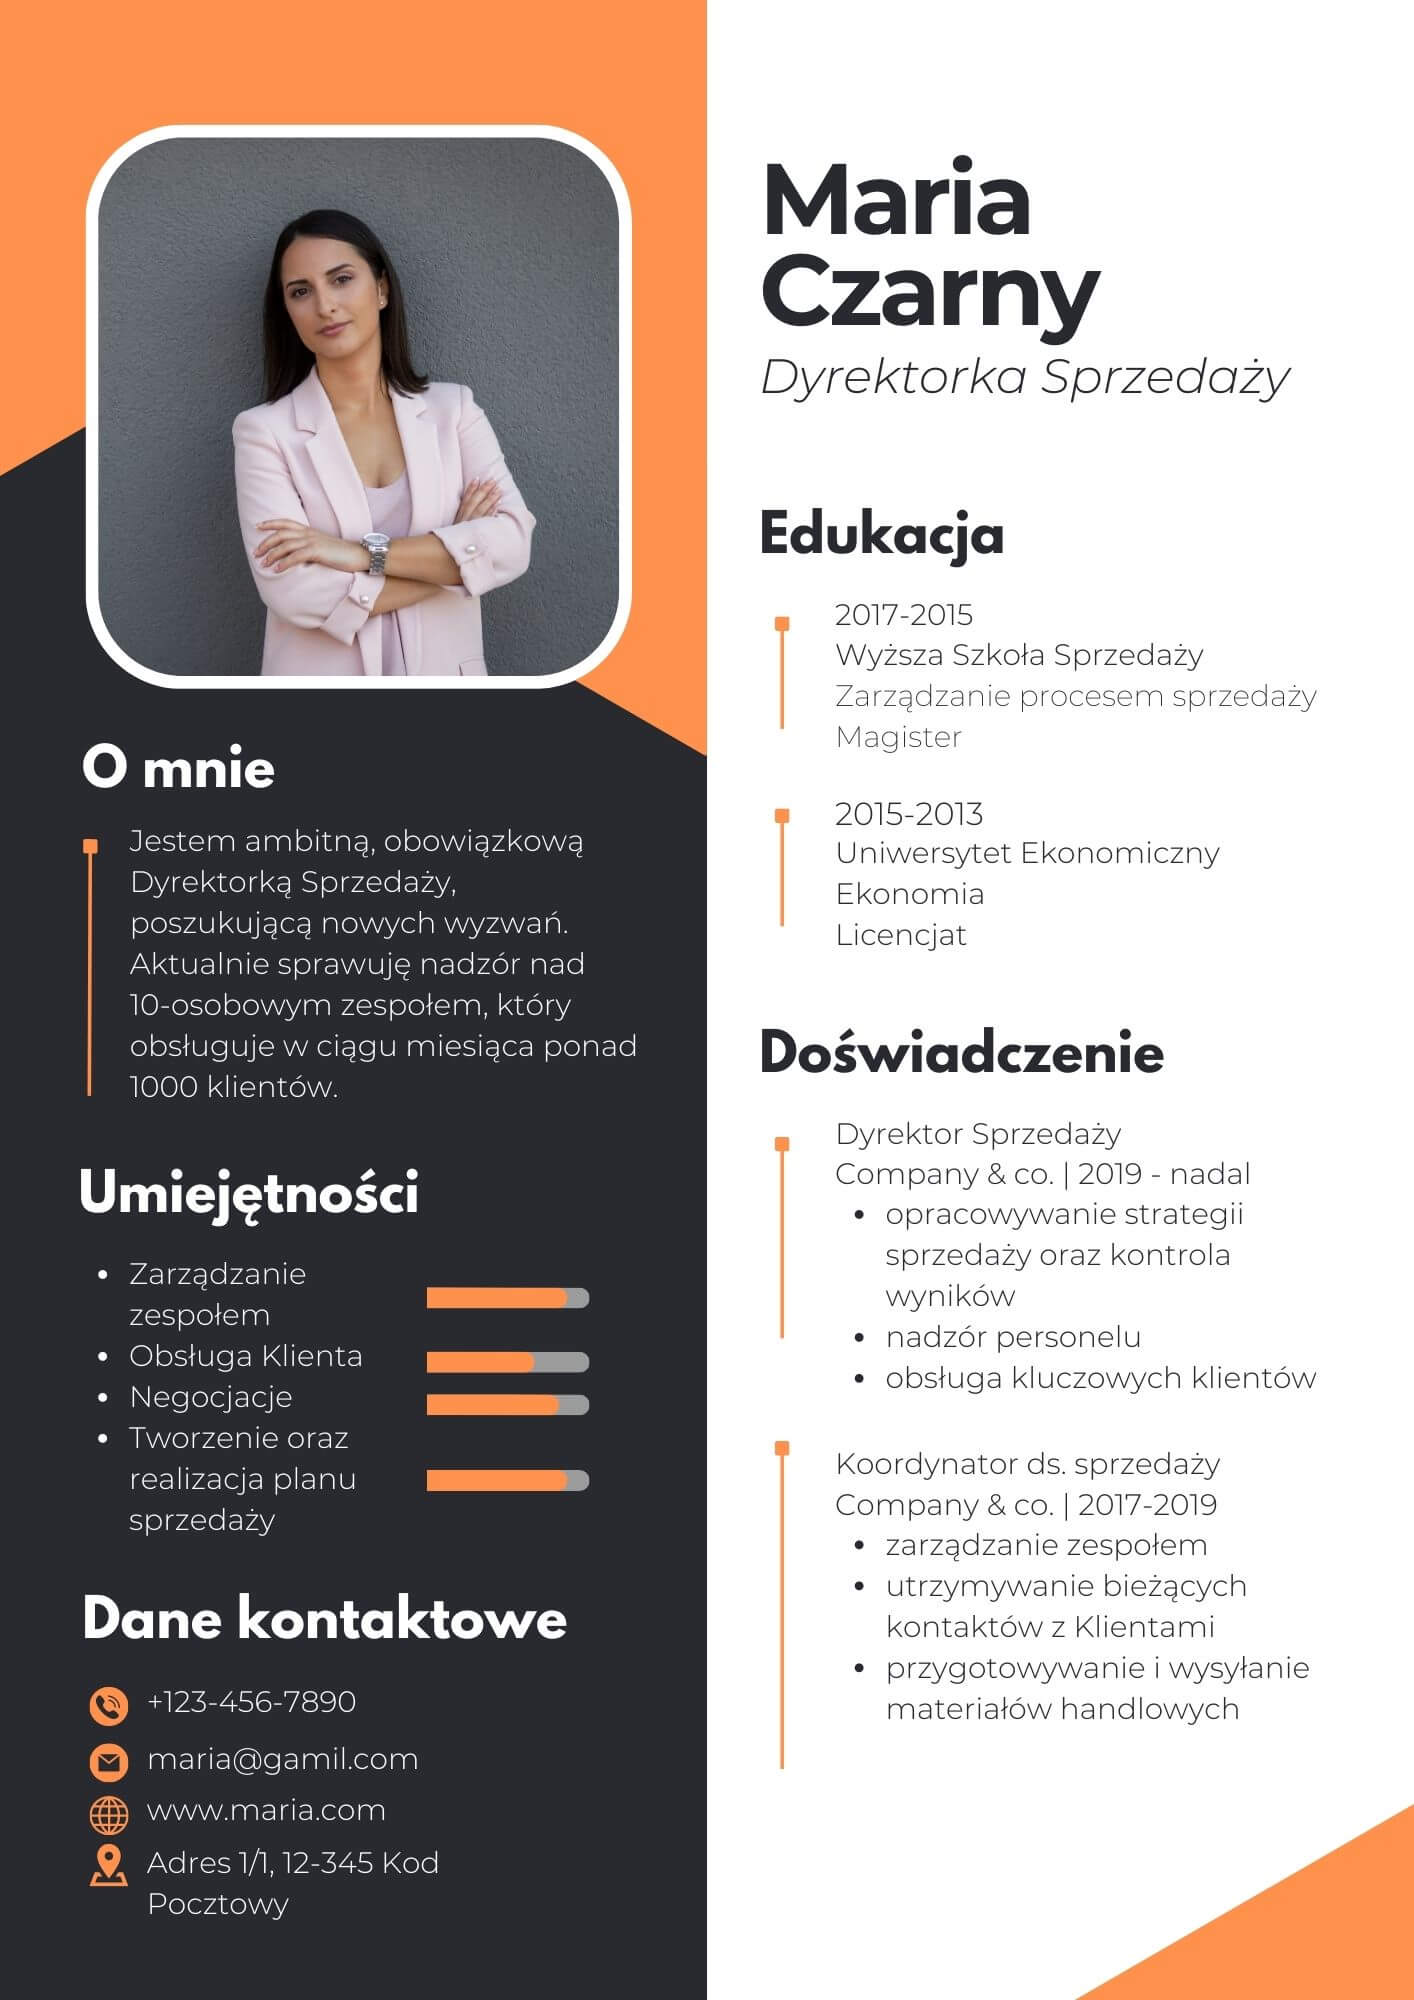 Maria
Czarny
Dyrektorka Sprzedaży
O mnie
Jestem ambitną, obowiązkową
Dyrektorką Sprzedaży,
poszukującą nowych wyzwań.
Aktualnie sprawuję nadzór nad
10-osobowym zespołem, który
obsługuje w ciągu miesiąca ponad
1000 klientów.
Umiejętności
• Zarządzanie
zespołem
• Obsługa Klienta
• Negocjacje
• Tworzenie oraz
realizacja planu
sprzedaży
Dane kontaktowe
+123-456-7890
maria@gamil.com
www.maria.com
Adres 1/1, 12-345 Kod
Pocztowy
Edukacja
2017-2015
Wyższa Szkoła Sprzedaży
Zarządzanie procesem sprzedaży
Magister
2015-2013
Uniwersytet Ekonomiczny
Ekonomia
Licencjat
Doświadczenie
Dyrektor Sprzedaży
Company & co. | 2019 - nadal
• opracowywanie strategii
sprzedaży oraz kontrola
wyników
• nadzór personelu
• obsługa kluczowych klientów
Koordynator ds. sprzedaży
Company & co. | 2017-2019
• zarządzanie zespołem
• utrzymywanie bieżących
kontaktów z Klientami
• przygotowywanie i wysyłanie
materiałów handlowych